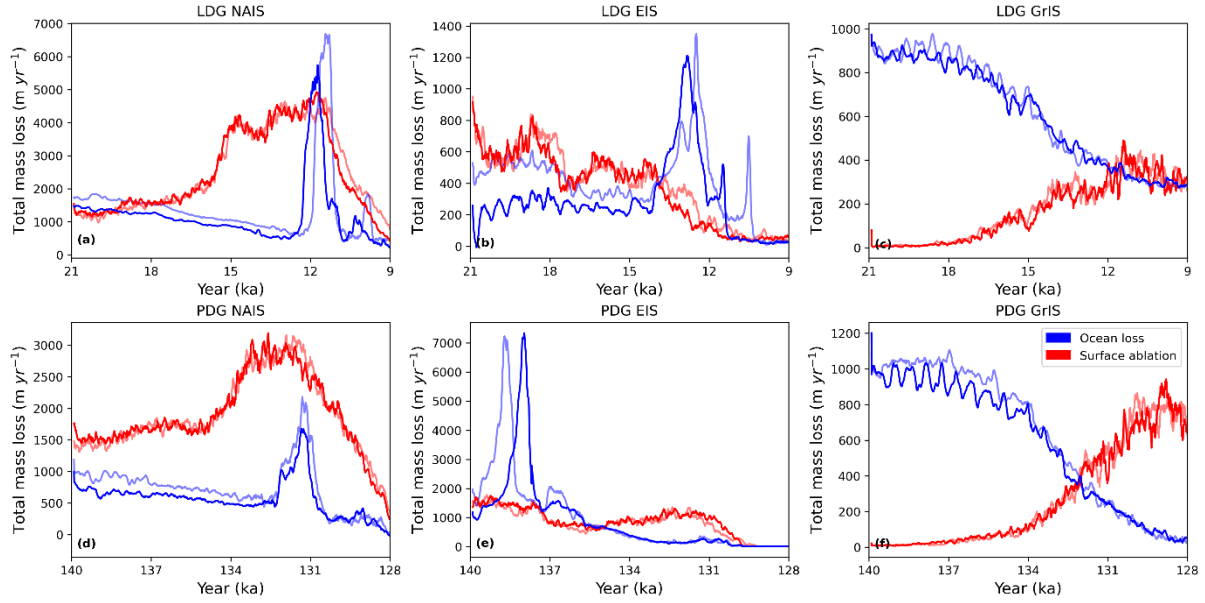 LDG NAIS
Total mass loss (m yr⁻¹)
7000
6000
5000
4000
3000
2000
1000
0
(a)
21 18 15 12 9
Year (ka)
LDG EIS
Total mass loss (m yr⁻¹)
1400
1200
1000
800
600
400
200
0
(b)
21 18 15 12 9
Year (ka)
LDG GrIS
Total mass loss (m yr⁻¹)
1000
800
600
400
200
0
(c)
21 18 15 12 9
Year (ka)
PDG NAIS
Total mass loss (m yr⁻¹)
3000
2500
2000
1500
1000
500
0
(d)
140 137 134 131 128
Year (ka)
PDG EIS
Total mass loss (m yr⁻¹)
7000
6000
5000
4000
3000
2000
1000
0
(e)
140 137 134 131 128
Year (ka)
PDG GrIS
Total mass loss (m yr⁻¹)
1200
1000
800
600
400
200
0
Ocean loss
Surface ablation
(f)
140 137 134 131 128
Year (ka)